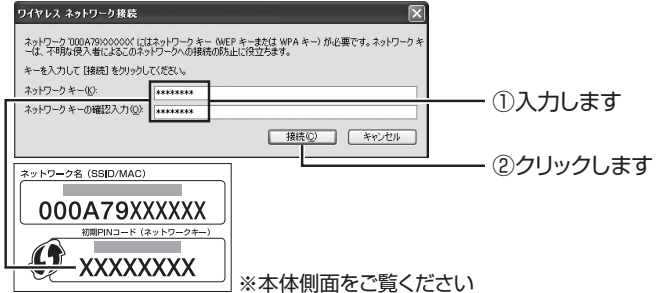 ワイヤレス ネットワーク接続
ネットワーク '000A79XXXXXX' にはネットワーク キー (WEP キーまたは WPA キー) が必要です。ネットワーク キ
ーは、不明な侵入者によるこのネットワークへの接続の防止に役立ちます。
キーを入力して [接続] をクリックしてください。
ネットワーク キー(K): ********
ネットワーク キーの確認入力(O): ********
接続(C) キャンセル
①入力します
②クリックします
ネットワーク名 (SSID/MAC)
000A79XXXXXX
初期PINコード (ネットワークキー)
XXXXXXXX
※本体側面をご覧ください